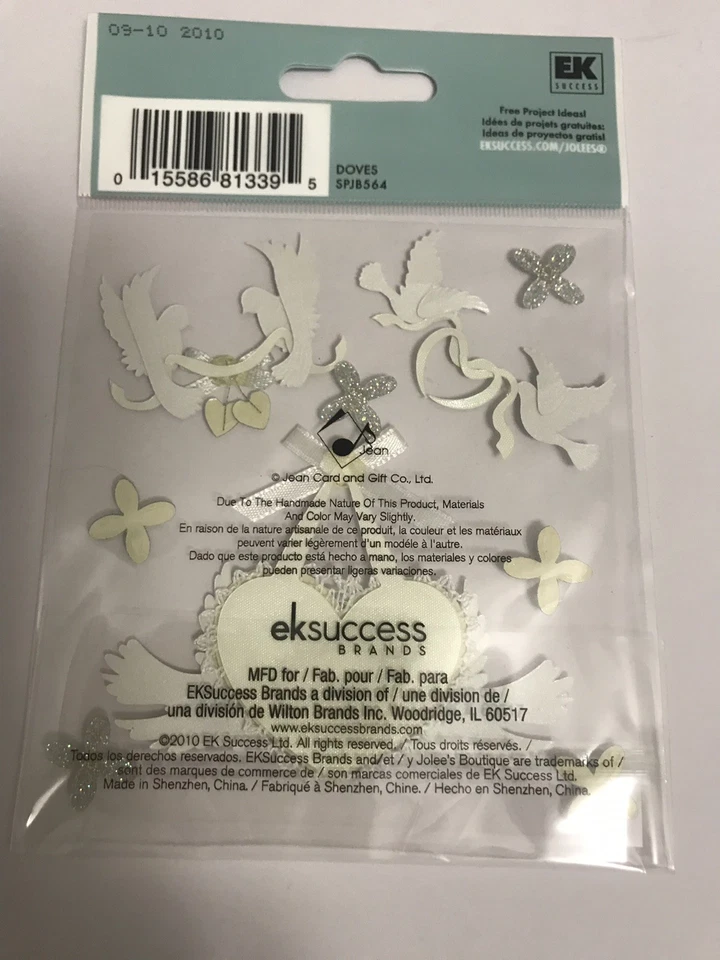 09-10 2010
EK
SUCCESS
Free Project Ideas!
Idées de projets gratuites:
Ideas de proyectos gratis!
EKSUCCESS.COM/JOLEES®
0 15586 81339 5
DOVES
SPJB564
Jean
© Jean Card and Gift Co., Ltd.
Due To The Handmade Nature Of This Product, Materials
And Color May Vary Slightly.
En raison de la nature artisanale de ce produit, la couleur et les matériaux
peuvent varier légèrement d'un modéle à l'autre.
Dado que este producto está hecho a mano, los materiales y colores
pueden presentar ligeras variaciones.
eksuccess
BRANDS
MFD for / Fab. pour / Fab. para
EKSuccess Brands a division of / une division de /
una división de Wilton Brands Inc. Woodridge, IL 60517
www.eksuccessbrands.com
©2010 EK Success Ltd. All rights reserved. / Tous droits réservés. /
Todos los derechos reservados. EKSuccess Brands and/et / y Jolee's Boutique are trademarks of /
sont des marques de commerce de / son marcas comerciales de EK Success Ltd.
Made in Shenzhen, China. / Fabriqué à Shenzhen, Chine. / Hecho en Shenzhen, China.